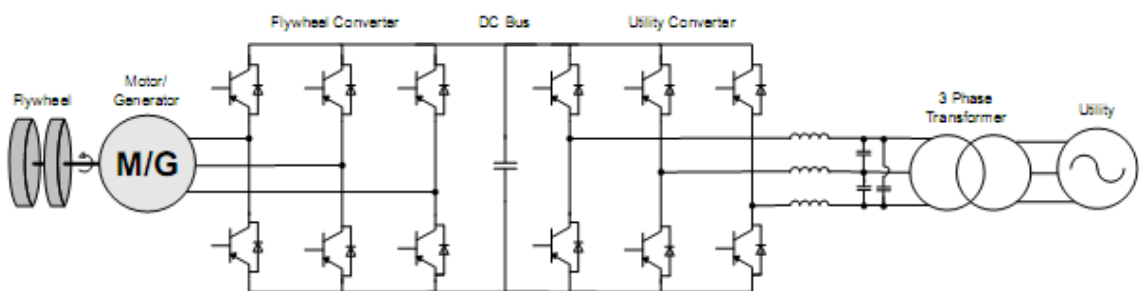 Flywheel Converter
DC Bus
Utility Converter
Motor/
Generator
Flywheel
M/G
3 Phase
Transformer
Utility